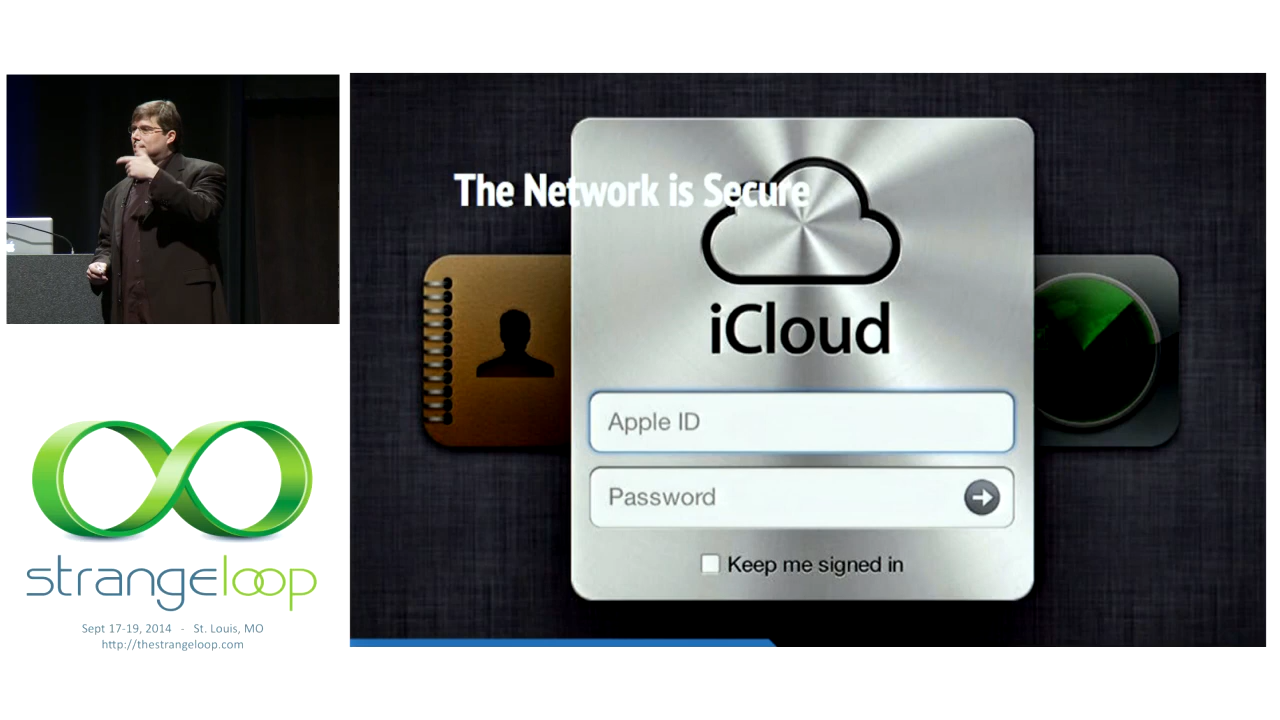 The Network is Secure
iCloud
Apple ID
Password
Keep me signed in
strangeloop
Sept 17-19, 2014 - St. Louis, MO
http://thestrangeloop.com